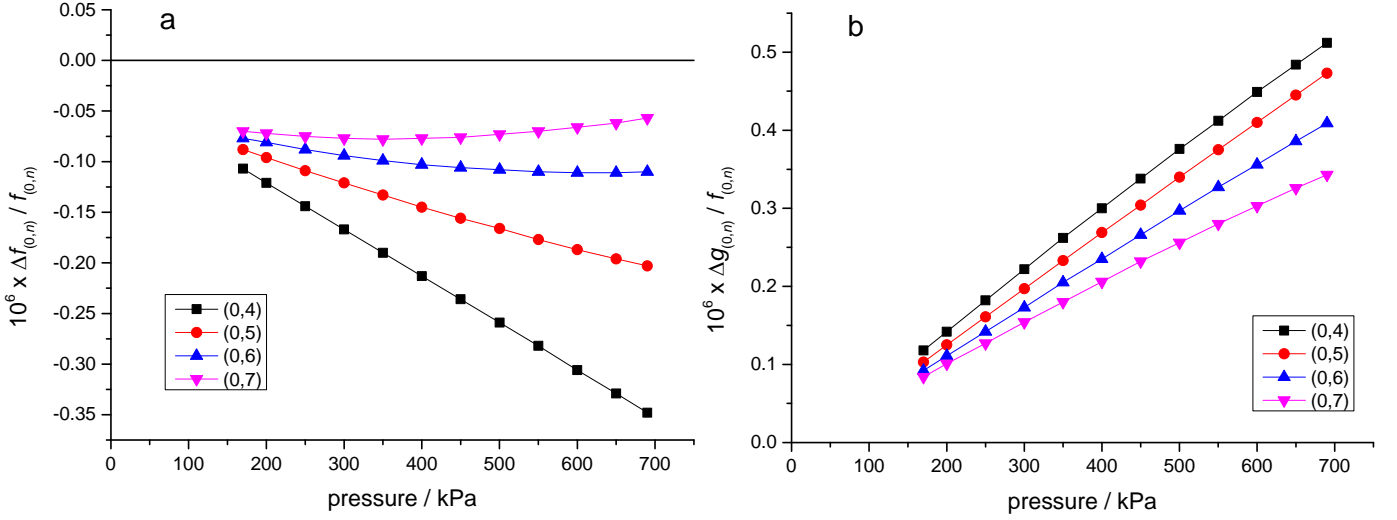 a
0.05
0.00
-0.05
-0.10
-0.15
-0.20
-0.25
-0.30
-0.35
10⁶ x Δf₍₀,ₙ₎ / f₍₀,ₙ₎
(0,4)
(0,5)
(0,6)
(0,7)
0 100 200 300 400 500 600 700
pressure / kPa
b
0.5
0.4
0.3
0.2
0.1
0.0
10⁶ x Δg₍₀,ₙ₎ / f₍₀,ₙ₎
(0,4)
(0,5)
(0,6)
(0,7)
0 100 200 300 400 500 600 700
pressure / kPa